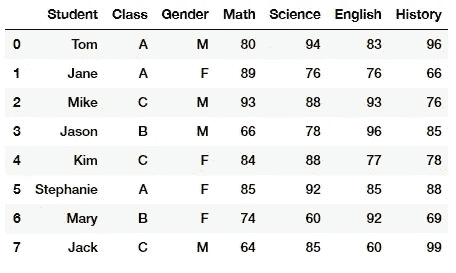 Student Class Gender Math Science English History
0 Tom A M 80 94 83 96
1 Jane A F 89 76 76 66
2 Mike C M 93 88 93 76
3 Jason B M 66 78 96 85
4 Kim C F 84 88 77 78
5 Stephanie A F 85 92 85 88
6 Mary B F 74 60 92 69
7 Jack C M 64 85 60 99